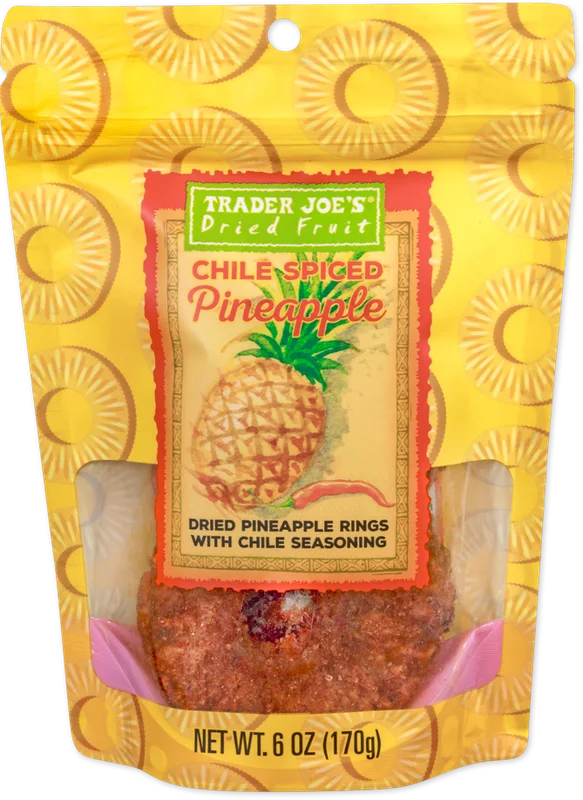 TRADER JOE'S®
Dried Fruit
CHILE SPICED
Pineapple
DRIED PINEAPPLE RINGS
WITH CHILE SEASONING
NET WT. 6 OZ (170g)